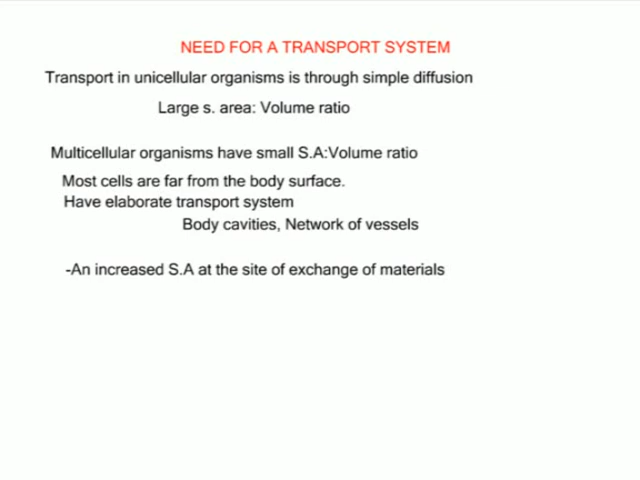 NEED FOR A TRANSPORT SYSTEM
Transport in unicellular organisms is through simple diffusion
Large s. area: Volume ratio
Multicellular organisms have small S.A:Volume ratio
Most cells are far from the body surface.
Have elaborate transport system
Body cavities, Network of vessels
-An increased S.A at the site of exchange of materials